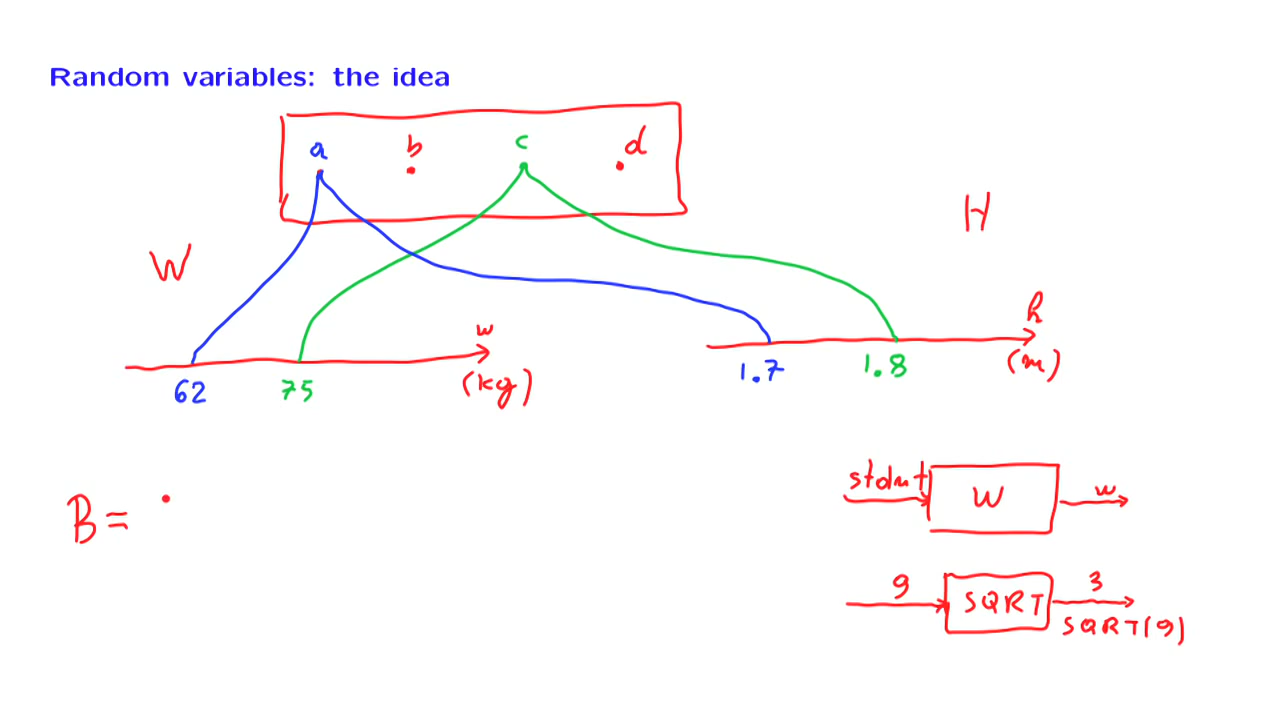 Random variables: the idea
a b c d
H
W
w
h
62 75 (kg)
1.7 1.8 (m)
stdnt W w
B =
9 SQRT 3
SQRT(9)